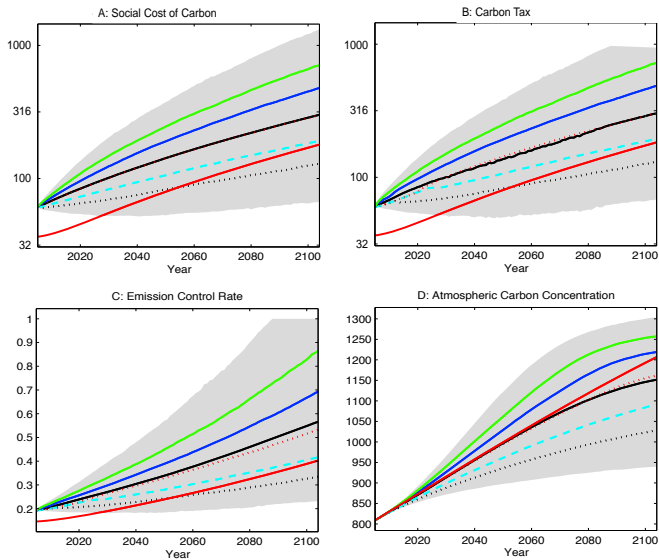 A: Social Cost of Carbon
1000
316
100
32
2020 2040 2060 2080 2100
Year
B: Carbon Tax
1000
316
100
32
2020 2040 2060 2080 2100
Year
C: Emission Control Rate
1
0.9
0.8
0.7
0.6
0.5
0.4
0.3
0.2
2020 2040 2060 2080 2100
Year
D: Atmospheric Carbon Concentration
1300
1250
1200
1150
1100
1050
1000
950
900
850
800
2020 2040 2060 2080 2100
Year